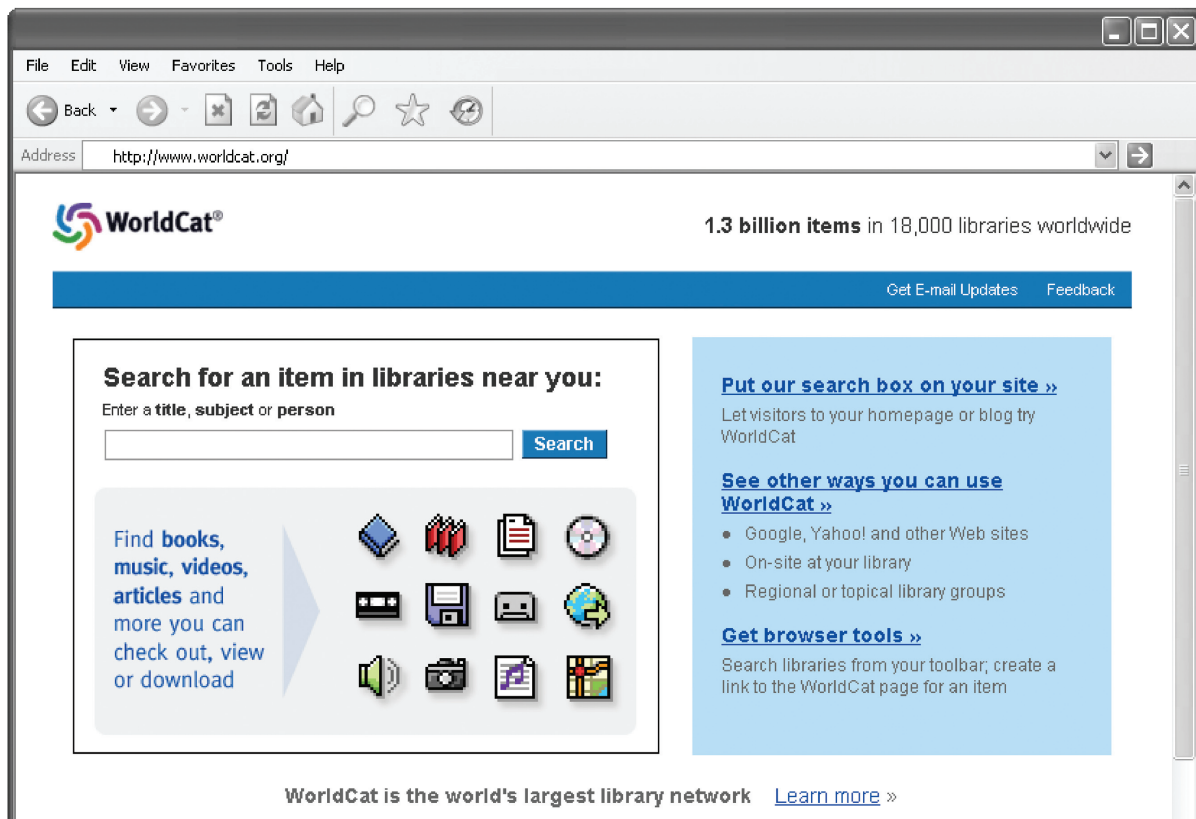 File Edit View Favorites Tools Help
Back
Address http://www.worldcat.org/
WorldCat®
1.3 billion items in 18,000 libraries worldwide
Get E-mail Updates Feedback
Search for an item in libraries near you:
Enter a title, subject or person
Search
Find books,
music, videos,
articles and
more you can
check out, view
or download
Put our search box on your site »
Let visitors to your homepage or blog try
WorldCat
See other ways you can use
WorldCat »
• Google, Yahoo! and other Web sites
• On-site at your library
• Regional or topical library groups
Get browser tools »
Search libraries from your toolbar; create a
link to the WorldCat page for an item
WorldCat is the world's largest library network Learn more »